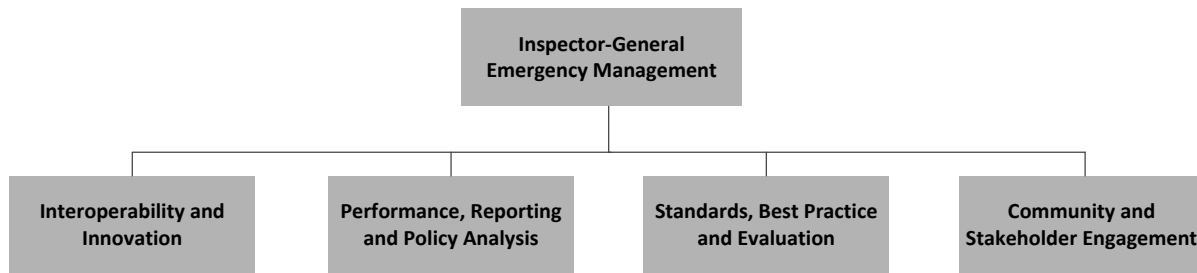 Inspector-General
Emergency Management
Interoperability and
Innovation
Performance, Reporting
and Policy Analysis
Standards, Best Practice
and Evaluation
Community and
Stakeholder Engagement